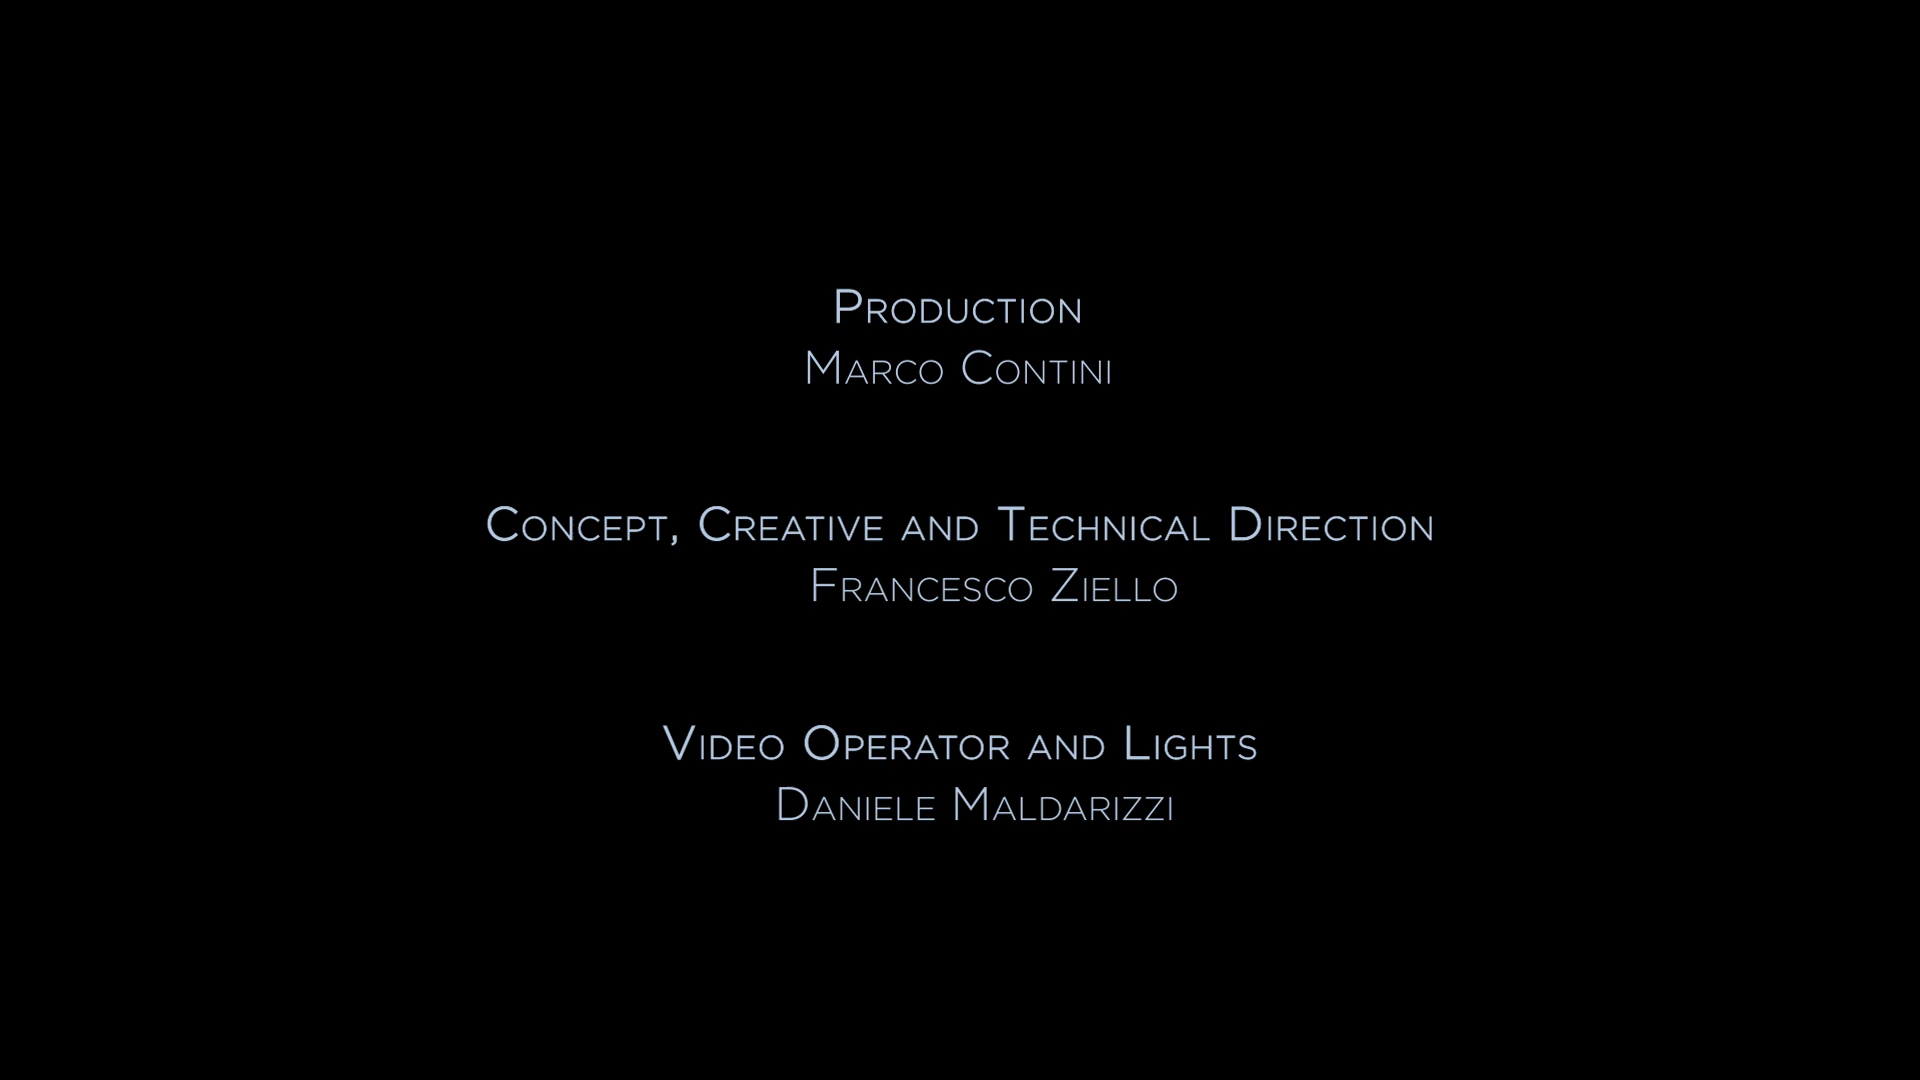 Production
Marco Contini
Concept, Creative and Technical Direction
Francesco Ziello
Video Operator and Lights
Daniele Maldarizzi